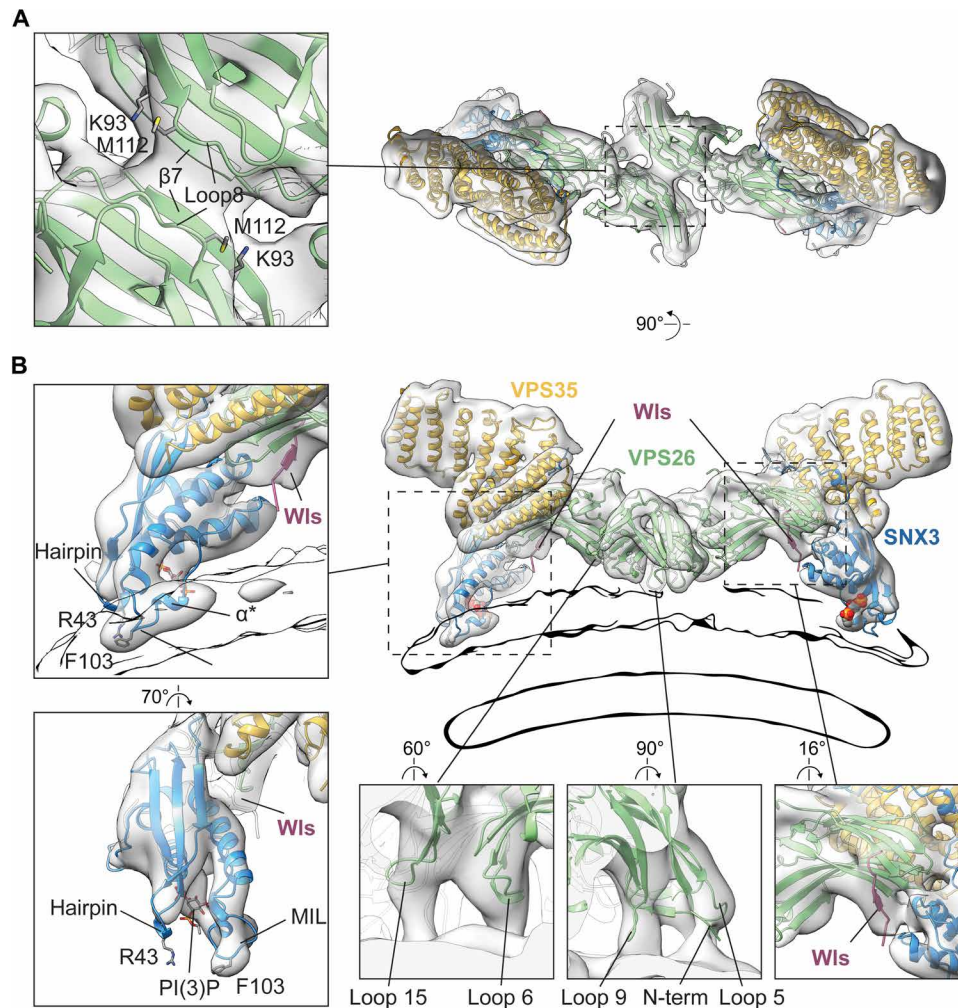 A
K93
M112
β7
Loop8
M112
K93
90°
B
VPS35
Wls
VPS26
SNX3
Wls
Hairpin
R43
α*
F103
70°
60°
90°
16°
Wls
Hairpin
R43
MIL
PI(3)P
F103
Wls
Loop 15
Loop 6
Loop 9
N-term
Loop 5